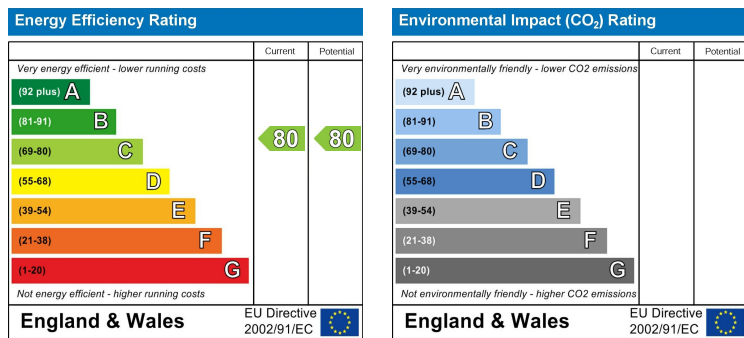 Energy Efficiency Rating
Current Potential
Very energy efficient - lower running costs
(92 plus) A
(81-91) B
(69-80) C
(55-68) D
(39-54) E
(21-38) F
(1-20) G
80 80
Not energy efficient - higher running costs
England & Wales
EU Directive
2002/91/EC
Environmental Impact (CO₂) Rating
Current Potential
Very environmentally friendly - lower CO2 emissions
(92 plus) A
(81-91) B
(69-80) C
(55-68) D
(39-54) E
(21-38) F
(1-20) G
Not environmentally friendly - higher CO2 emissions
England & Wales
EU Directive
2002/91/EC